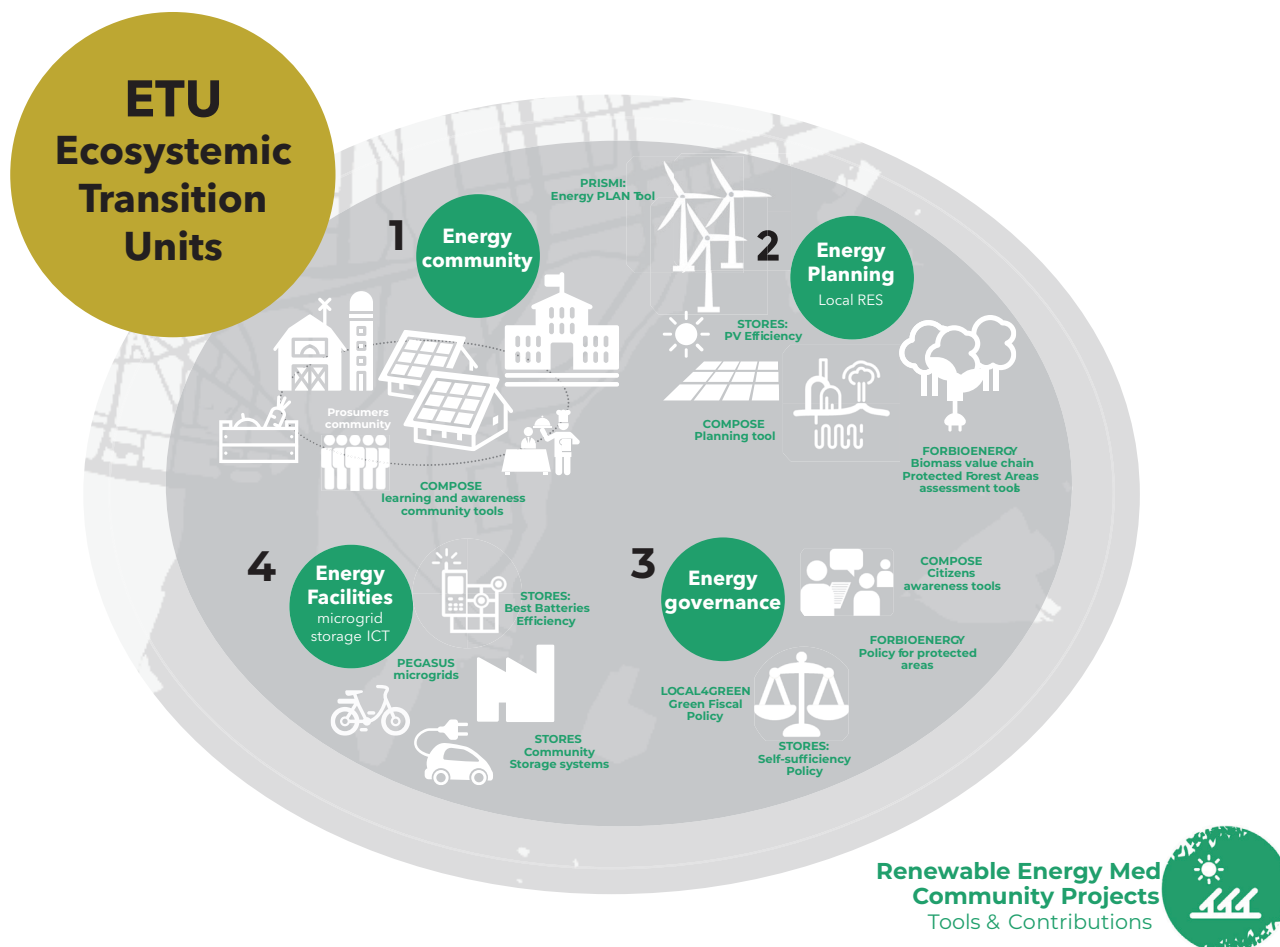 ETU
Ecosystemic
Transition
Units
1
Energy
community
Prosumers
community
COMPOSE
learning and awareness
community tools
PRISMI:
Energy PLAN Tool
2
Energy
Planning
Local RES
STORES:
PV Efficiency
COMPOSE
Planning tool
FORBIOENERGY
Biomass value chain
Protected Forest Areas
assessment tools
4
Energy
Facilities
microgrid
storage ICT
STORES:
Best Batteries
Efficiency
PEGASUS
microgrids
STORES
Community
Storage systems
3
Energy
governance
COMPOSE
Citizens
awareness tools
FORBIOENERGY
Policy for protected
areas
LOCAL4GREEN
Green Fiscal
Policy
STORES:
Self-sufficiency
Policy
Renewable Energy Med
Community Projects
Tools & Contributions